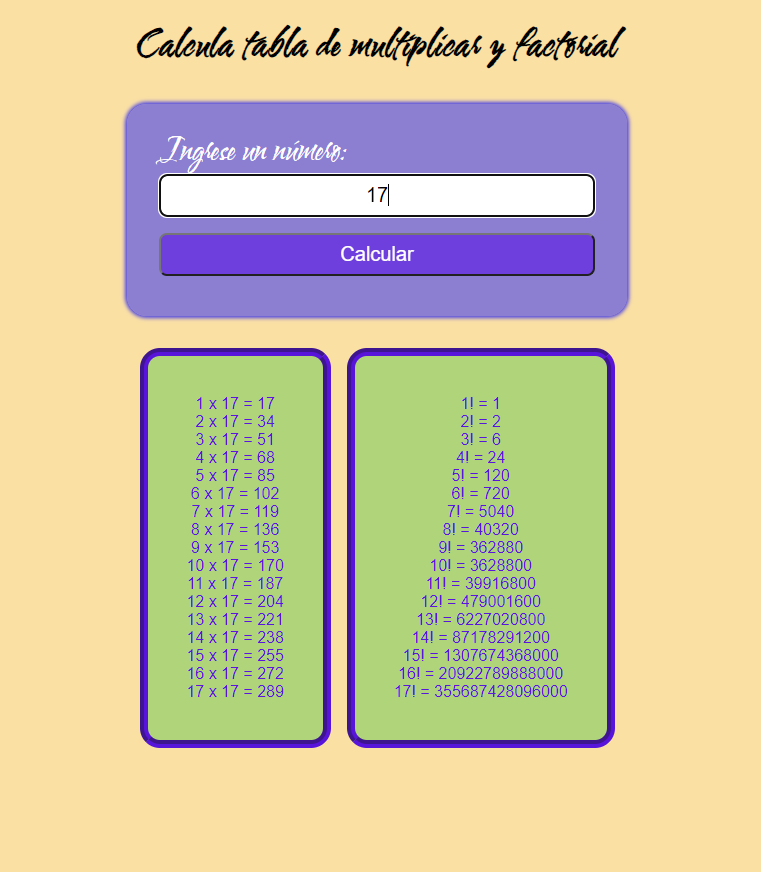 Calcula tabla de multiplicar y factorial
Ingrese un número:
17
Calcular
1 x 17 = 17
2 x 17 = 34
3 x 17 = 51
4 x 17 = 68
5 x 17 = 85
6 x 17 = 102
7 x 17 = 119
8 x 17 = 136
9 x 17 = 153
10 x 17 = 170
11 x 17 = 187
12 x 17 = 204
13 x 17 = 221
14 x 17 = 238
15 x 17 = 255
16 x 17 = 272
17 x 17 = 289
1! = 1
2! = 2
3! = 6
4! = 24
5! = 120
6! = 720
7! = 5040
8! = 40320
9! = 362880
10! = 3628800
11! = 39916800
12! = 479001600
13! = 6227020800
14! = 87178291200
15! = 1307674368000
16! = 20922789888000
17! = 355687428096000